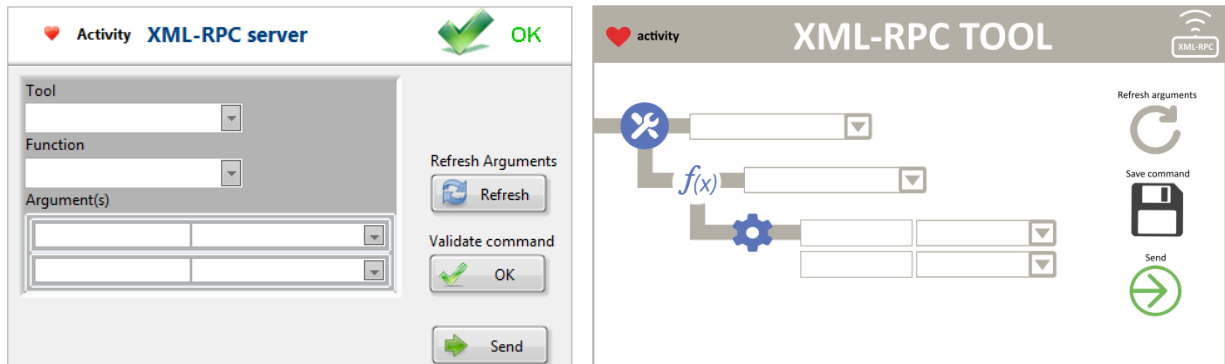 Activity XML-RPC server OK
Tool
Function
Argument(s)
Refresh Arguments
Refresh
Validate command
OK
Send
activity XML-RPC TOOL XML-RPC
Refresh arguments
Save command
f(x)
Send